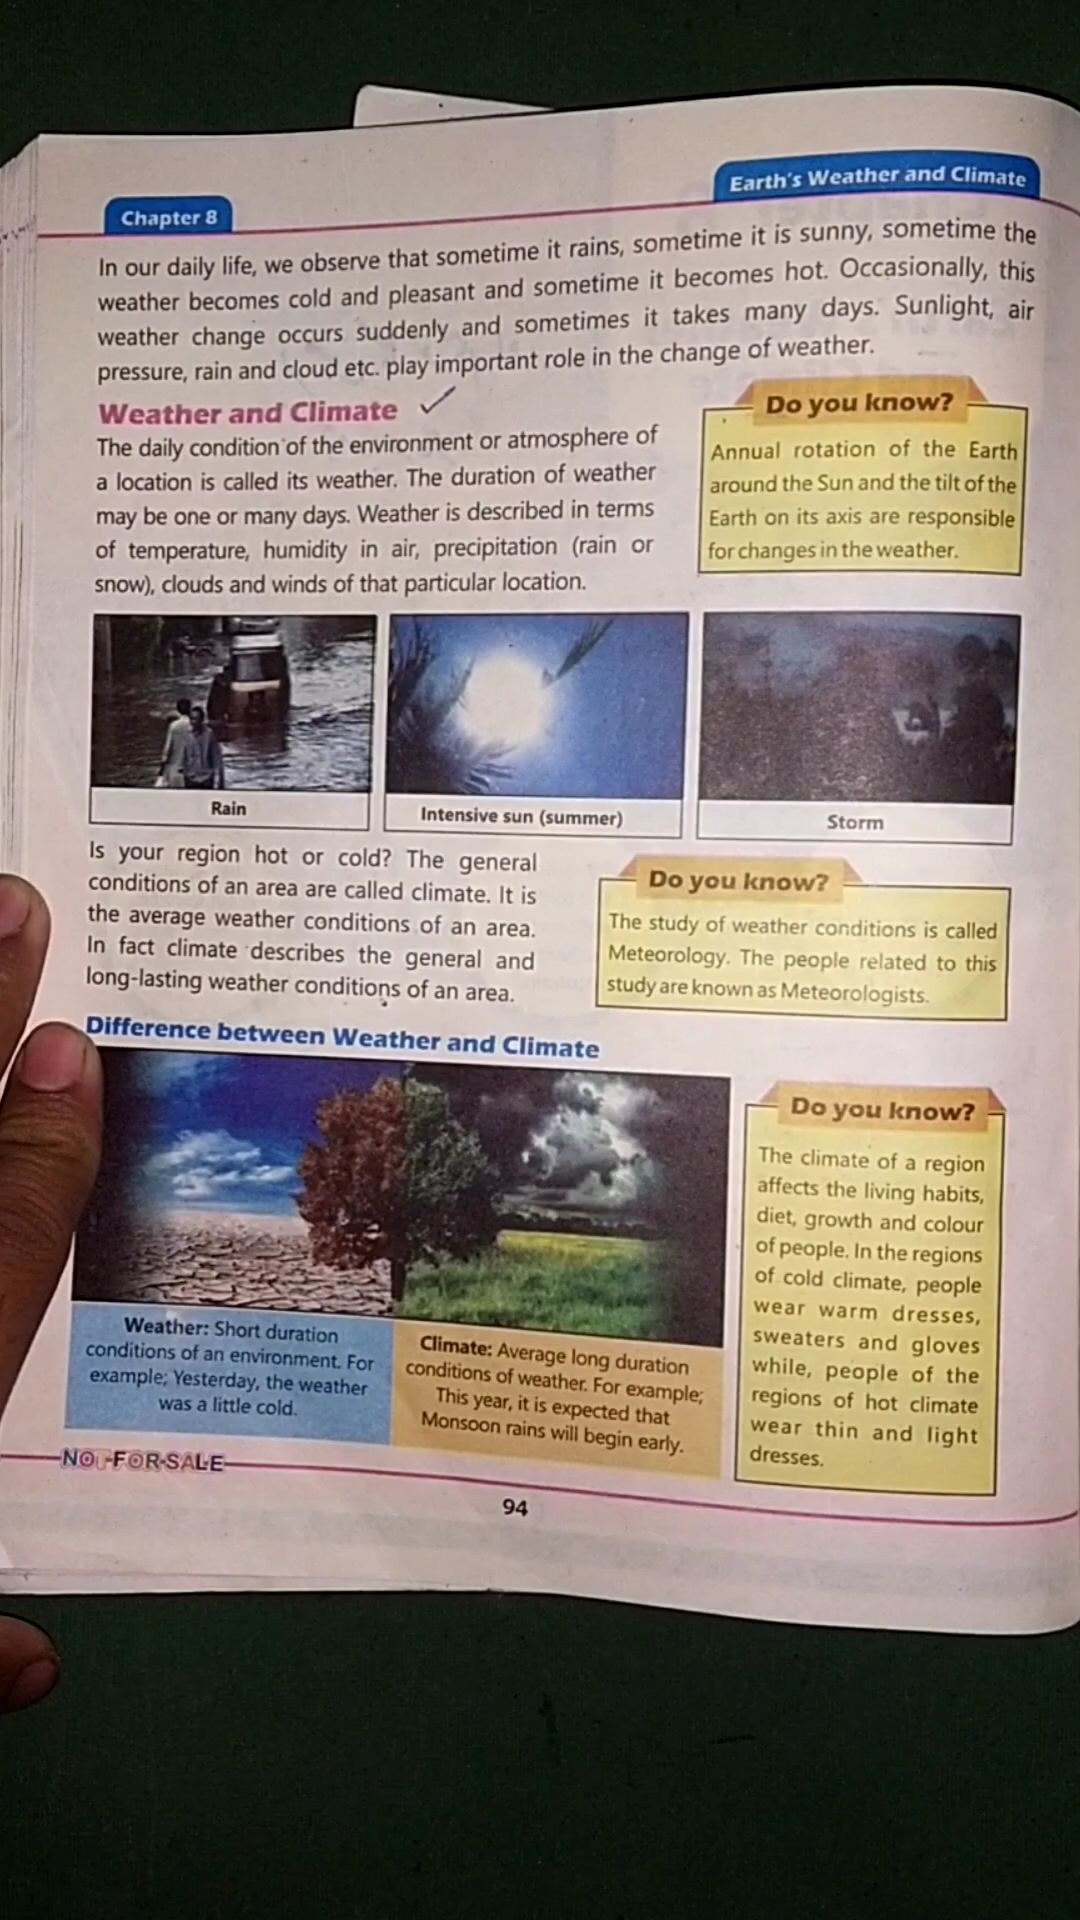 Earth's Weather and Climate
Chapter 8
In our daily life, we observe that sometime it rains, sometime it is sunny, sometime the
weather becomes cold and pleasant and sometime it becomes hot. Occasionally, this
weather change occurs suddenly and sometimes it takes many days. Sunlight, air
pressure, rain and cloud etc. play important role in the change of weather.
Weather and Climate
The daily condition of the environment or atmosphere of
a location is called its weather. The duration of weather
may be one or many days. Weather is described in terms
of temperature, humidity in air, precipitation (rain or
snow), clouds and winds of that particular location.
Do you know?
Annual rotation of the Earth
around the Sun and the tilt of the
Earth on its axis are responsible
for changes in the weather.
Rain
Intensive sun (summer)
Storm
Is your region hot or cold? The general
conditions of an area are called climate. It is
the average weather conditions of an area.
In fact climate describes the general and
long-lasting weather conditions of an area.
Do you know?
The study of weather conditions is called
Meteorology. The people related to this
study are known as Meteorologists.
Difference between Weather and Climate
Weather: Short duration
conditions of an environment. For
example; Yesterday, the weather
was a little cold.
Climate: Average long duration
conditions of weather. For example;
This year, it is expected that
Monsoon rains will begin early.
Do you know?
The climate of a region
affects the living habits,
diet, growth and colour
of people. In the regions
of cold climate, people
wear warm dresses,
sweaters and gloves
while, people of the
regions of hot climate
wear thin and light
dresses.
NOT-FOR-SALE
94